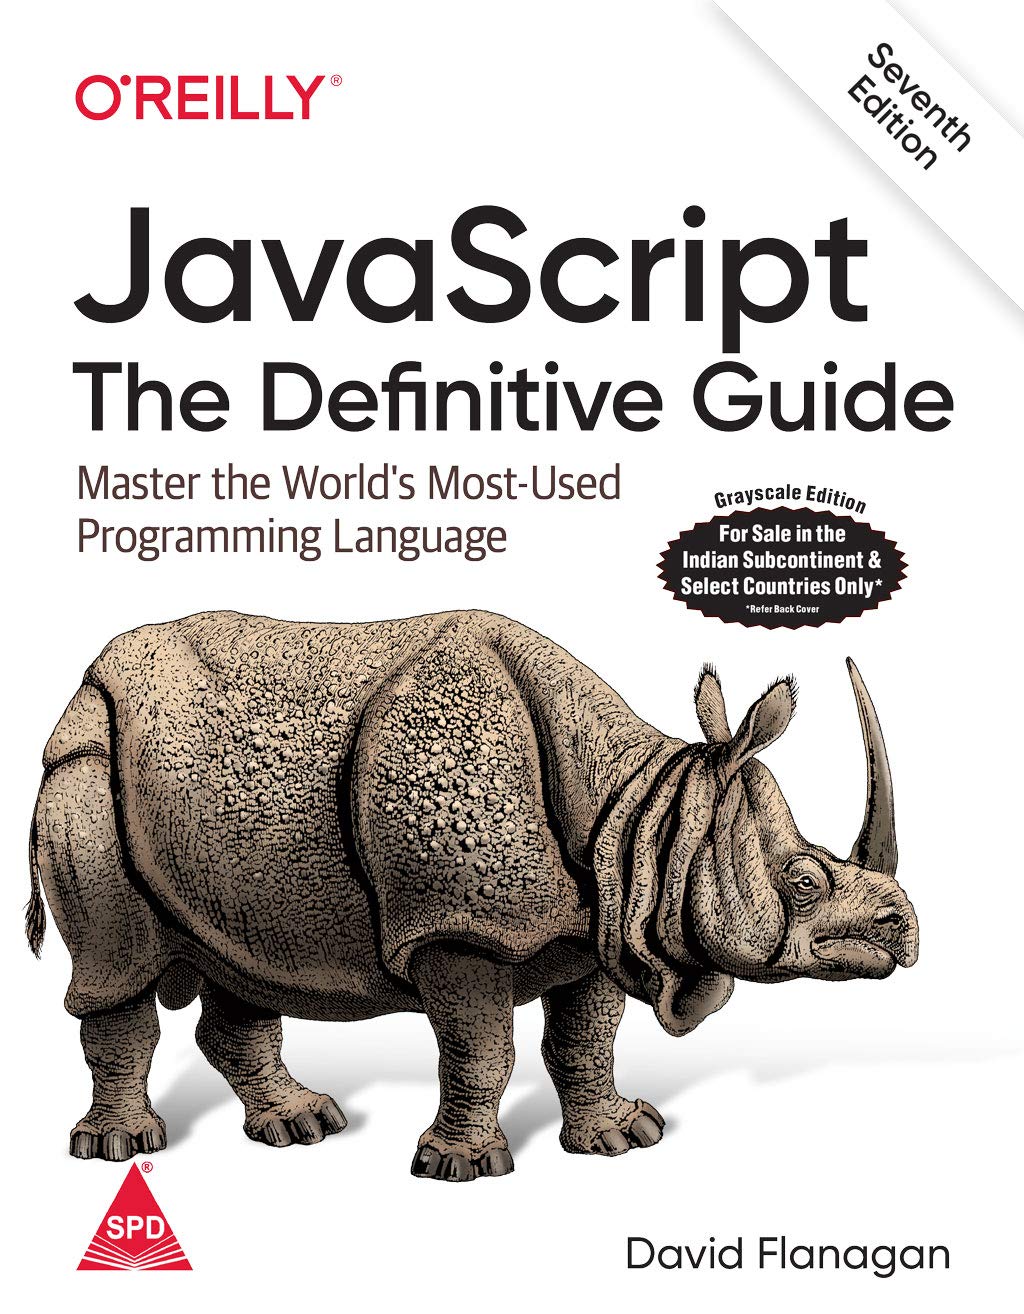 O'REILLY®
Seventh
Edition
JavaScript
The Definitive Guide
Master the World's Most-Used
Programming Language
Grayscale Edition
For Sale in the
Indian Subcontinent &
Select Countries Only*
*Refer Back Cover
®
SPD
David Flanagan